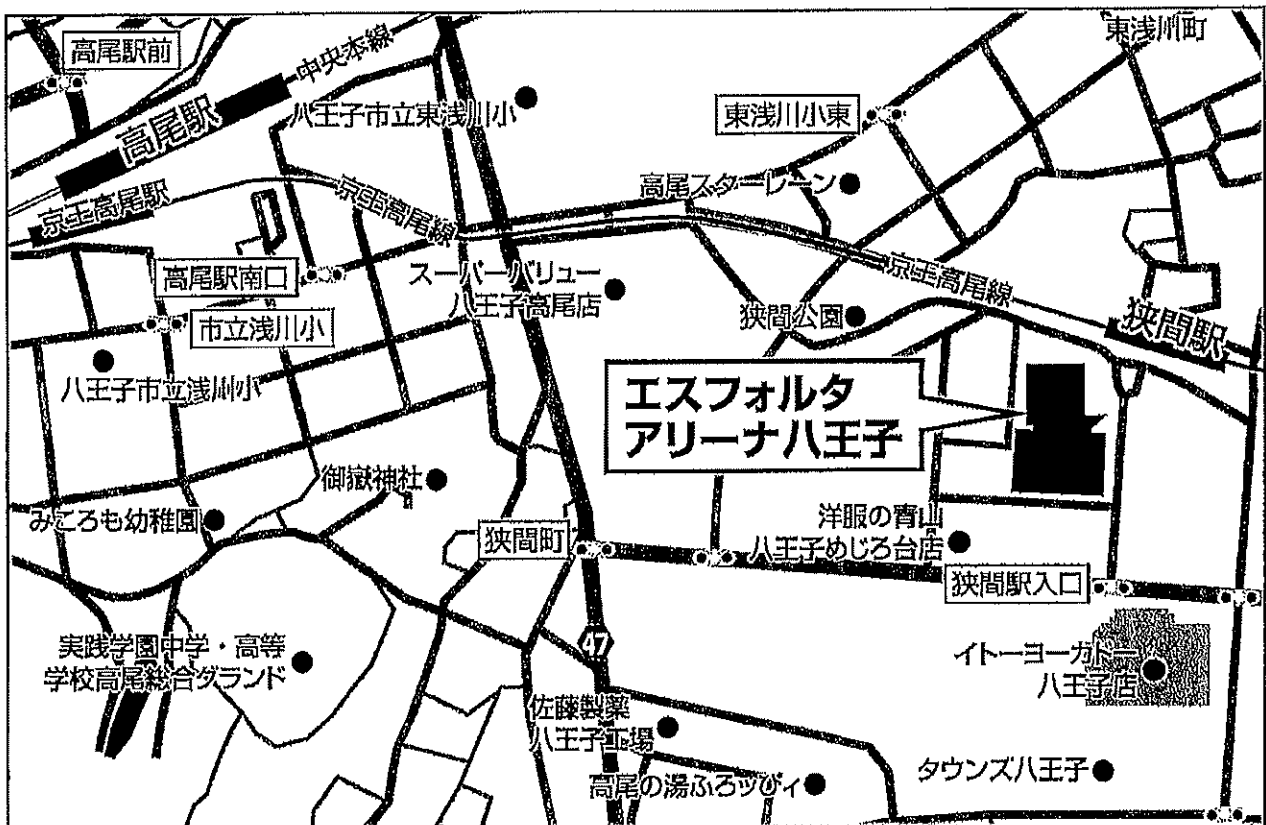 東浅川町
高尾駅前
中央本線
高尾駅
八王子市立東浅川小
東浅川小東
高尾スターレーン
京王高尾駅
京王高尾線
高尾駅南口
スーパーバリュー
八王子高尾店
京王高尾線
狭間公園
狭間駅
市立浅川小
八王子市立浅川小
エスフォルタ
アリーナ八王子
御嶽神社
みころも幼稚園
狭間町
洋服の青山
八王子めじろ台店
狭間駅入口
47
実践学園中学・高等
学校高尾総合グランド
イトーヨーカドー
八王子店
佐藤製薬
八王子工場
タウンズ八王子
高尾の湯ふろッぴィ